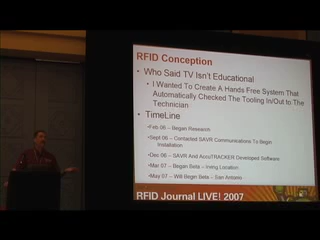 RFID Conception
• Who Said TV Isn't Educational
• I Wanted To Create A Hands Free System That
Automatically Checked The Tooling In/Out to The
Technician
• TimeLine
•Feb 06 – Began Research
•Sept 06 – Contacted SAVR Communications To Begin
Installation
•Dec 06 – SAVR And AccuTRACKER Developed Software
•Mar 07 – Began Beta – Irving Location
•May 07 – Will Begin Beta – San Antonio
RFID Journal LIVE! 2007